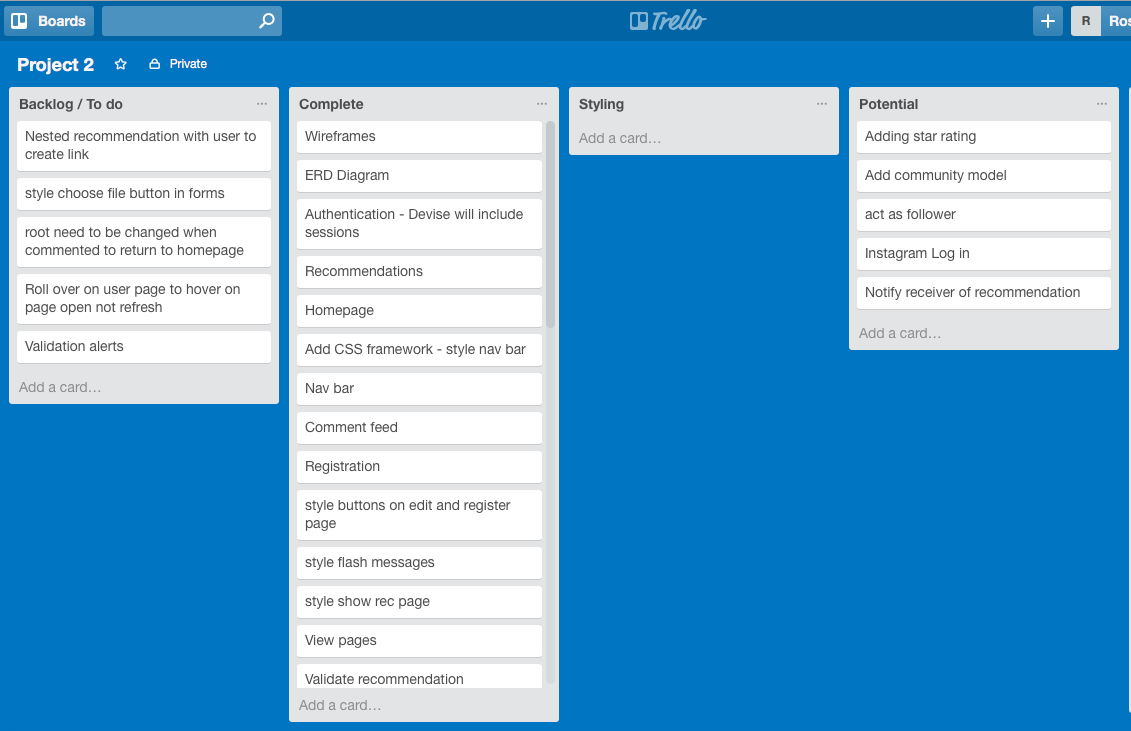 Boards
Trello
R
Ros
Project 2
Private
Backlog / To do
Nested recommendation with user to
create link
style choose file button in forms
root need to be changed when
commented to return to homepage
Roll over on user page to hover on
page open not refresh
Validation alerts
Add a card…
Complete
Wireframes
ERD Diagram
Authentication - Devise will include
sessions
Recommendations
Homepage
Add CSS framework - style nav bar
Nav bar
Comment feed
Registration
style buttons on edit and register
page
style flash messages
style show rec page
View pages
Validate recommendation
Add a card…
Styling
Add a card…
Potential
Adding star rating
Add community model
act as follower
Instagram Log in
Notify receiver of recommendation
Add a card…